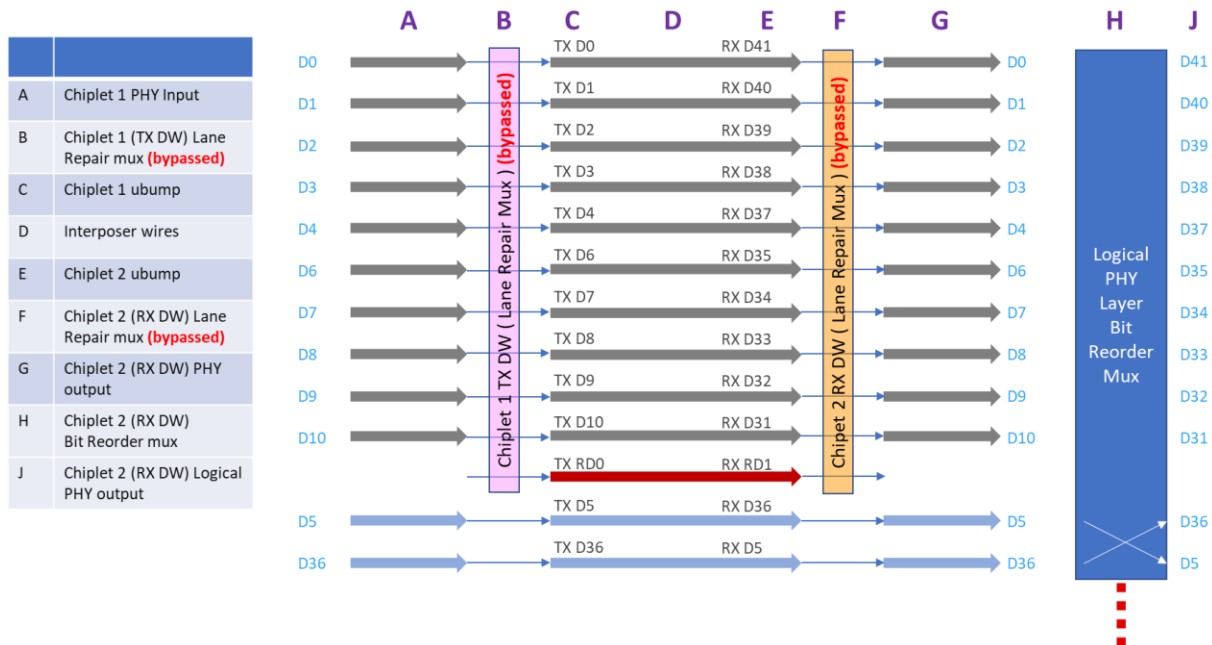 A B C D E F G H J
A Chiplet 1 PHY Input
B Chiplet 1 (TX DW) Lane
Repair mux (bypassed)
C Chiplet 1 ubump
D Interposer wires
E Chiplet 2 ubump
F Chiplet 2 (RX DW) Lane
Repair mux (bypassed)
G Chiplet 2 (RX DW) PHY
output
H Chiplet 2 (RX DW)
Bit Reorder mux
J Chiplet 2 (RX DW) Logical
PHY output
D0 TX D0 RX D41 D0 D41
D1 TX D1 RX D40 D1 D40
D2 TX D2 RX D39 D2 D39
D3 TX D3 RX D38 D3 D38
D4 TX D4 RX D37 D4 D37
D6 TX D6 RX D35 D6 D35
D7 TX D7 RX D34 D7 D34
D8 TX D8 RX D33 D8 D33
D9 TX D9 RX D32 D9 D32
D10 TX D10 RX D31 D10 D31
TX RD0 RX RD1
D5 TX D5 RX D36 D5 D36
D36 TX D36 RX D5 D36 D5
Chiplet 1 TX DW ( Lane Repair Mux ) (bypassed)
Chipet 2 RX DW ( Lane Repair Mux) (bypassed)
Logical
PHY
Layer
Bit
Reorder
Mux